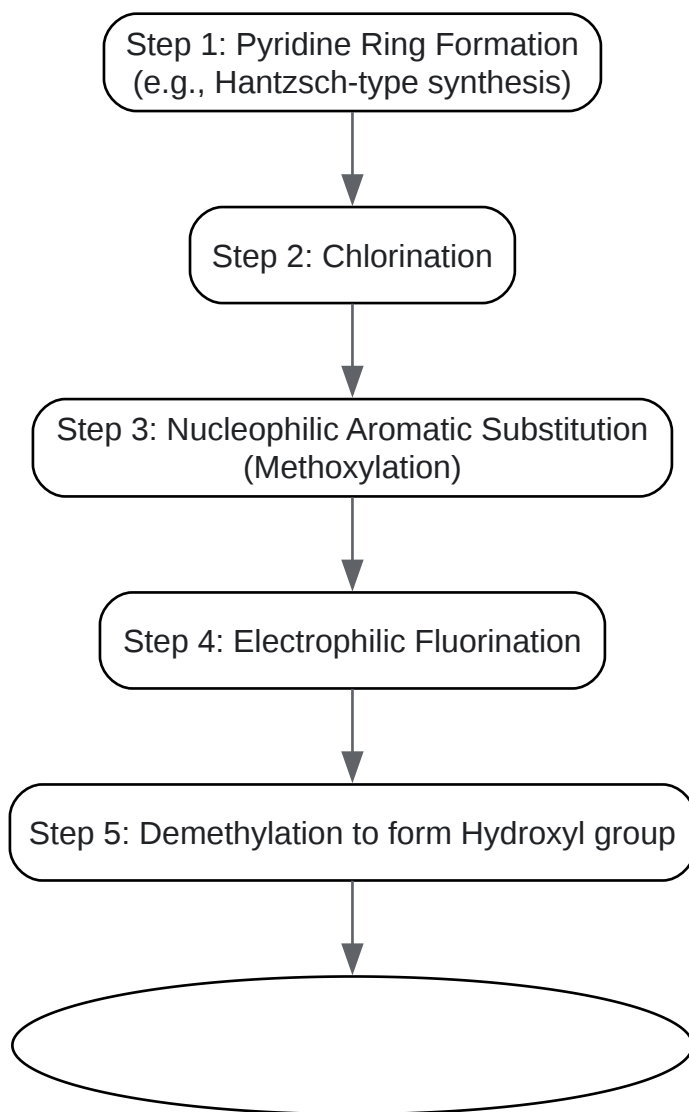 Step 1: Pyridine Ring Formation
(e.g., Hantzsch-type synthesis)
Step 2: Chlorination
Step 3: Nucleophilic Aromatic Substitution
(Methoxylation)
Step 4: Electrophilic Fluorination
Step 5: Demethylation to form Hydroxyl group